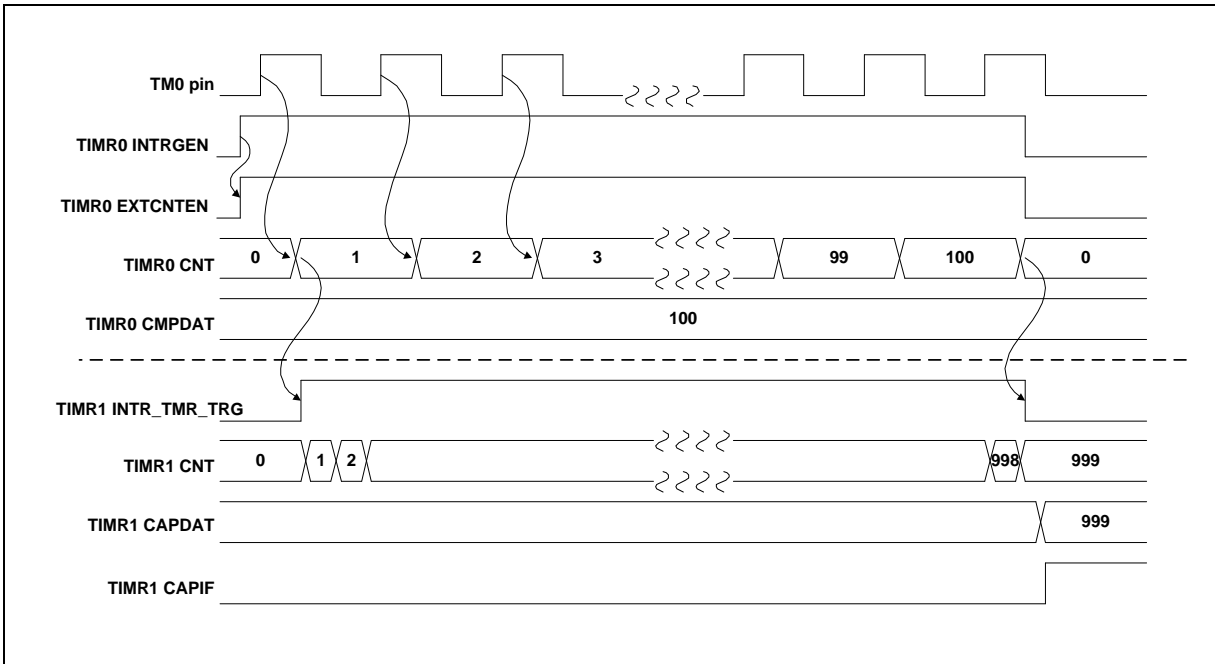 TM0 pin
TIMR0 INTRGEN
TIMR0 EXTCNTEN
TIMR0 CNT 0 1 2 3 99 100 0
TIMR0 CMPDAT 100
TIMR1 INTR_TMR_TRG
TIMR1 CNT 0 1 2 998 999
TIMR1 CAPDAT 999
TIMR1 CAPIF